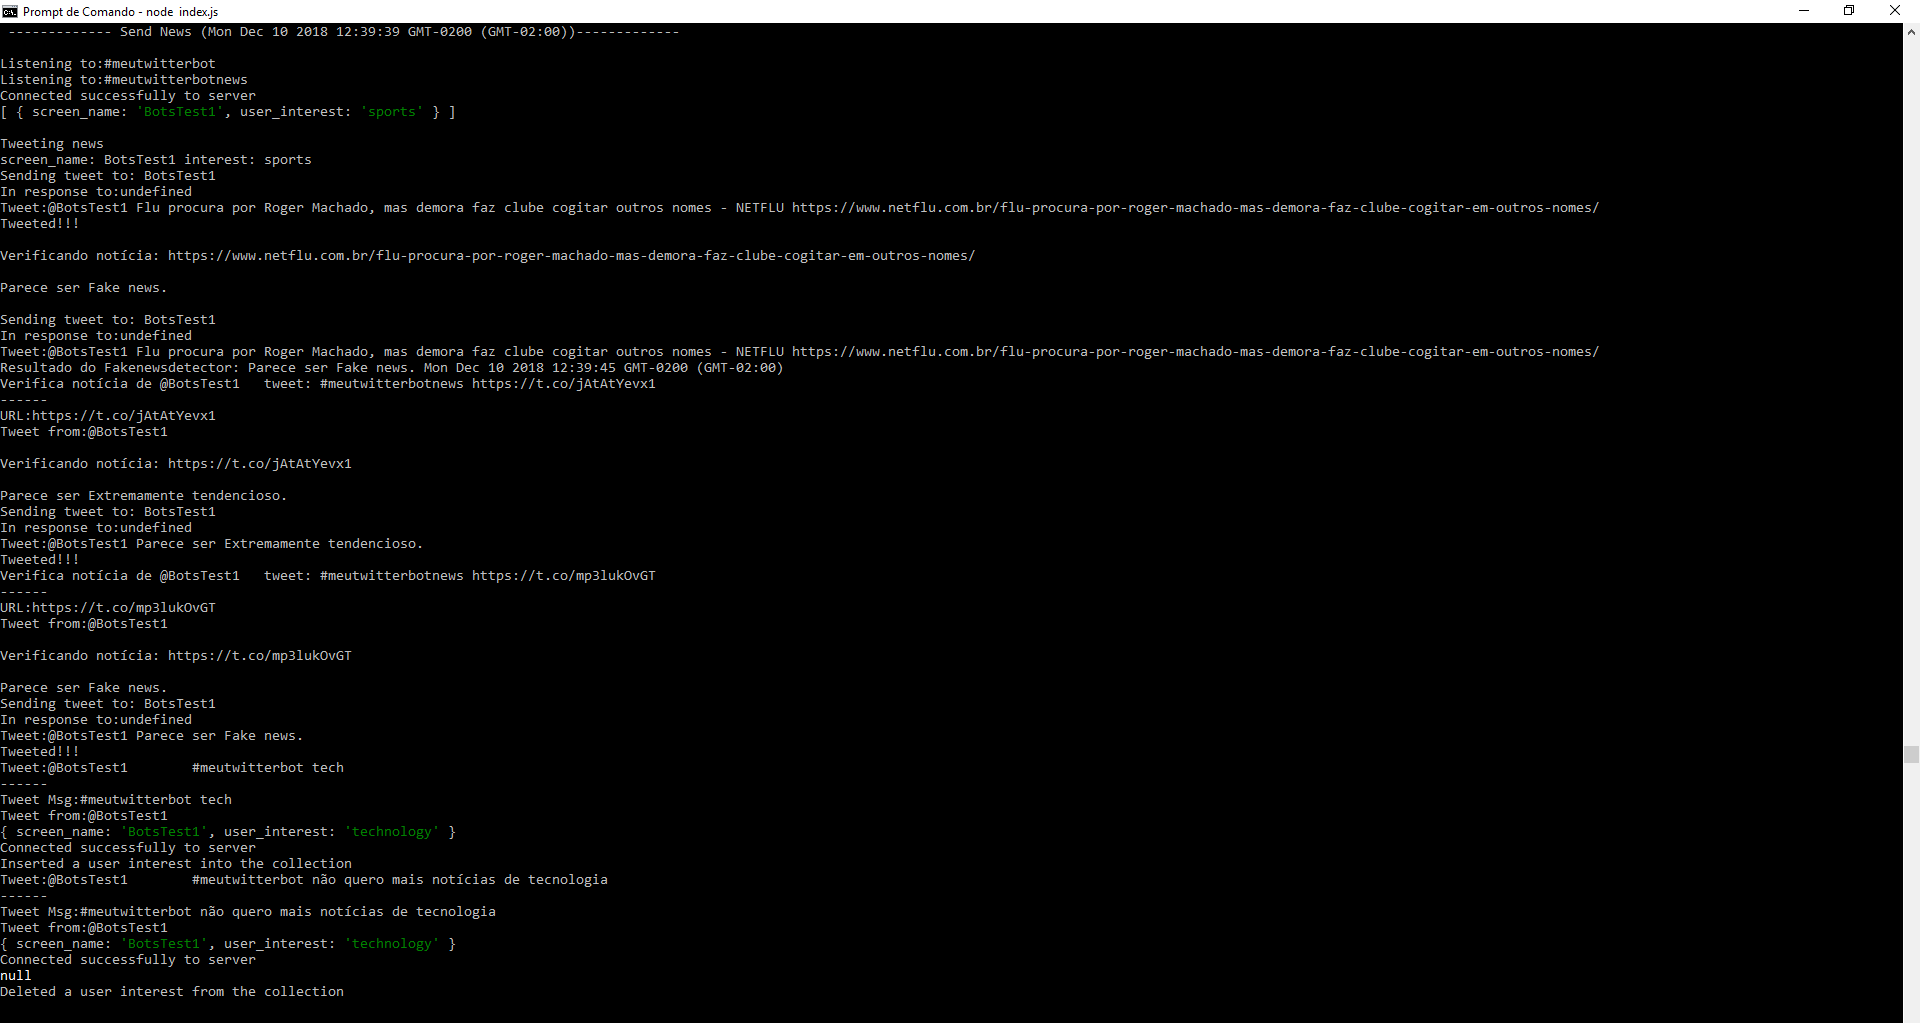 Prompt de Comando - node  index.js
------------- Send News (Mon Dec 10 2018 12:39:39 GMT-0200 (GMT-02:00))-------------
Listening to:#meutwitterbot
Listening to:#meutwitterbotnews
Connected successfully to server
[ { screen_name: 'BotsTest1', user_interest: 'sports' } ]
Tweeting news
screen_name: BotsTest1 interest: sports
Sending tweet to: BotsTest1
In response to:undefined
Tweet:@BotsTest1 Flu procura por Roger Machado, mas demora faz clube cogitar outros nomes - NETFLU https://www.netflu.com.br/flu-procura-por-roger-machado-mas-demora-faz-clube-cogitar-em-outros-nomes/
Tweeted!!!
Verificando notícia: https://www.netflu.com.br/flu-procura-por-roger-machado-mas-demora-faz-clube-cogitar-em-outros-nomes/
Parece ser Fake news.
Sending tweet to: BotsTest1
In response to:undefined
Tweet:@BotsTest1 Flu procura por Roger Machado, mas demora faz clube cogitar outros nomes - NETFLU https://www.netflu.com.br/flu-procura-por-roger-machado-mas-demora-faz-clube-cogitar-em-outros-nomes/
Resultado do Fakenewsdetector: Parece ser Fake news. Mon Dec 10 2018 12:39:45 GMT-0200 (GMT-02:00)
Verifica notícia de @BotsTest1   tweet: #meutwitterbotnews https://t.co/jAtAtYevx1
------
URL:https://t.co/jAtAtYevx1
Tweet from:@BotsTest1
Verificando notícia: https://t.co/jAtAtYevx1
Parece ser Extremamente tendencioso.
Sending tweet to: BotsTest1
In response to:undefined
Tweet:@BotsTest1 Parece ser Extremamente tendencioso.
Tweeted!!!
Verifica notícia de @BotsTest1   tweet: #meutwitterbotnews https://t.co/mp3lukOvGT
------
URL:https://t.co/mp3lukOvGT
Tweet from:@BotsTest1
Verificando notícia: https://t.co/mp3lukOvGT
Parece ser Fake news.
Sending tweet to: BotsTest1
In response to:undefined
Tweet:@BotsTest1 Parece ser Fake news.
Tweeted!!!
Tweet:@BotsTest1        #meutwitterbot tech
------
Tweet Msg:#meutwitterbot tech
Tweet from:@BotsTest1
{ screen_name: 'BotsTest1', user_interest: 'technology' }
Connected successfully to server
Inserted a user interest into the collection
Tweet:@BotsTest1        #meutwitterbot não quero mais notícias de tecnologia
------
Tweet Msg:#meutwitterbot não quero mais notícias de tecnologia
Tweet from:@BotsTest1
{ screen_name: 'BotsTest1', user_interest: 'technology' }
Connected successfully to server
null
Deleted a user interest from the collection